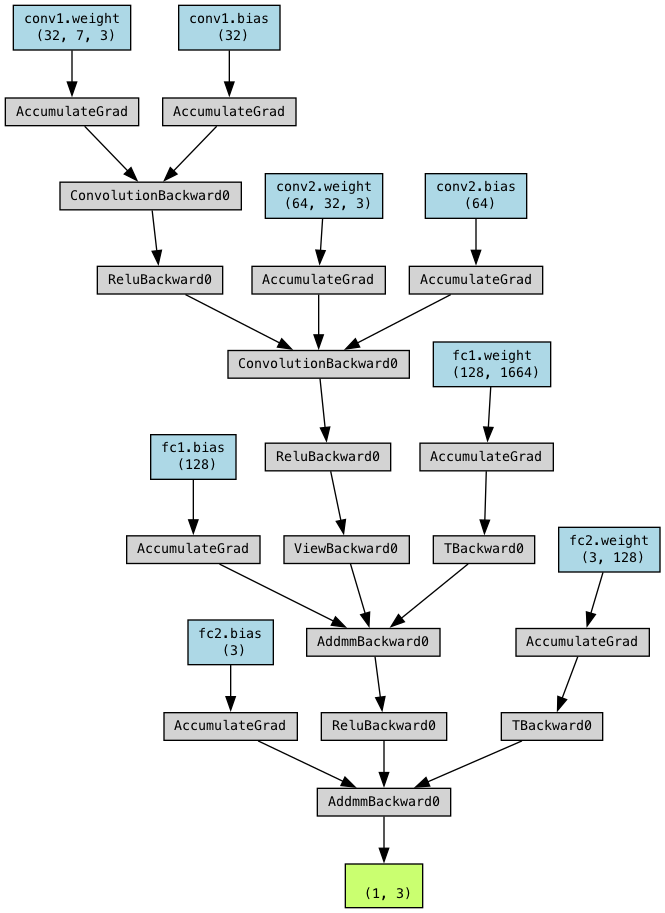 conv1.weight
(32, 7, 3)
conv1.bias
(32)
AccumulateGrad
AccumulateGrad
ConvolutionBackward0
conv2.weight
(64, 32, 3)
conv2.bias
(64)
ReluBackward0
AccumulateGrad
AccumulateGrad
ConvolutionBackward0
fc1.weight
(128, 1664)
fc1.bias
(128)
ReluBackward0
AccumulateGrad
AccumulateGrad
ViewBackward0
TBackward0
fc2.weight
(3, 128)
fc2.bias
(3)
AddmmBackward0
AccumulateGrad
AccumulateGrad
ReluBackward0
TBackward0
AddmmBackward0
(1, 3)